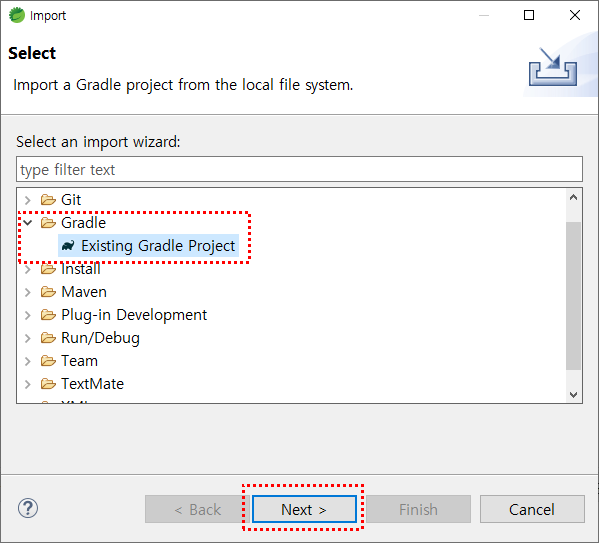 Import
Select
Import a Gradle project from the local file system.
Select an import wizard:
type filter text
Git
Gradle
Existing Gradle Project
Install
Maven
Plug-in Development
Run/Debug
Team
TextMate
?
< Back
Next >
Finish
Cancel